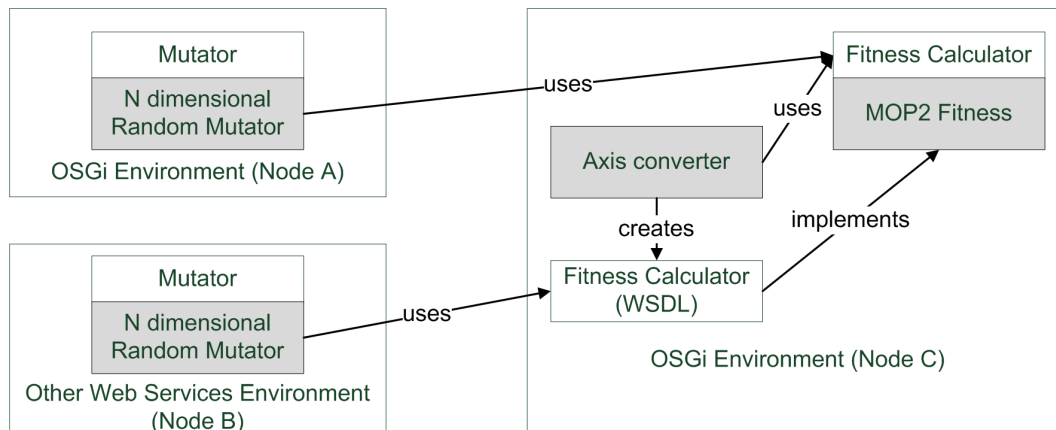 Mutator
N dimensional
Random Mutator
OSGi Environment (Node A)
uses
Fitness Calculator
MOP2 Fitness
uses
Axis converter
creates
implements
Fitness Calculator
(WSDL)
OSGi Environment (Node C)
Mutator
N dimensional
Random Mutator
uses
Other Web Services Environment
(Node B)